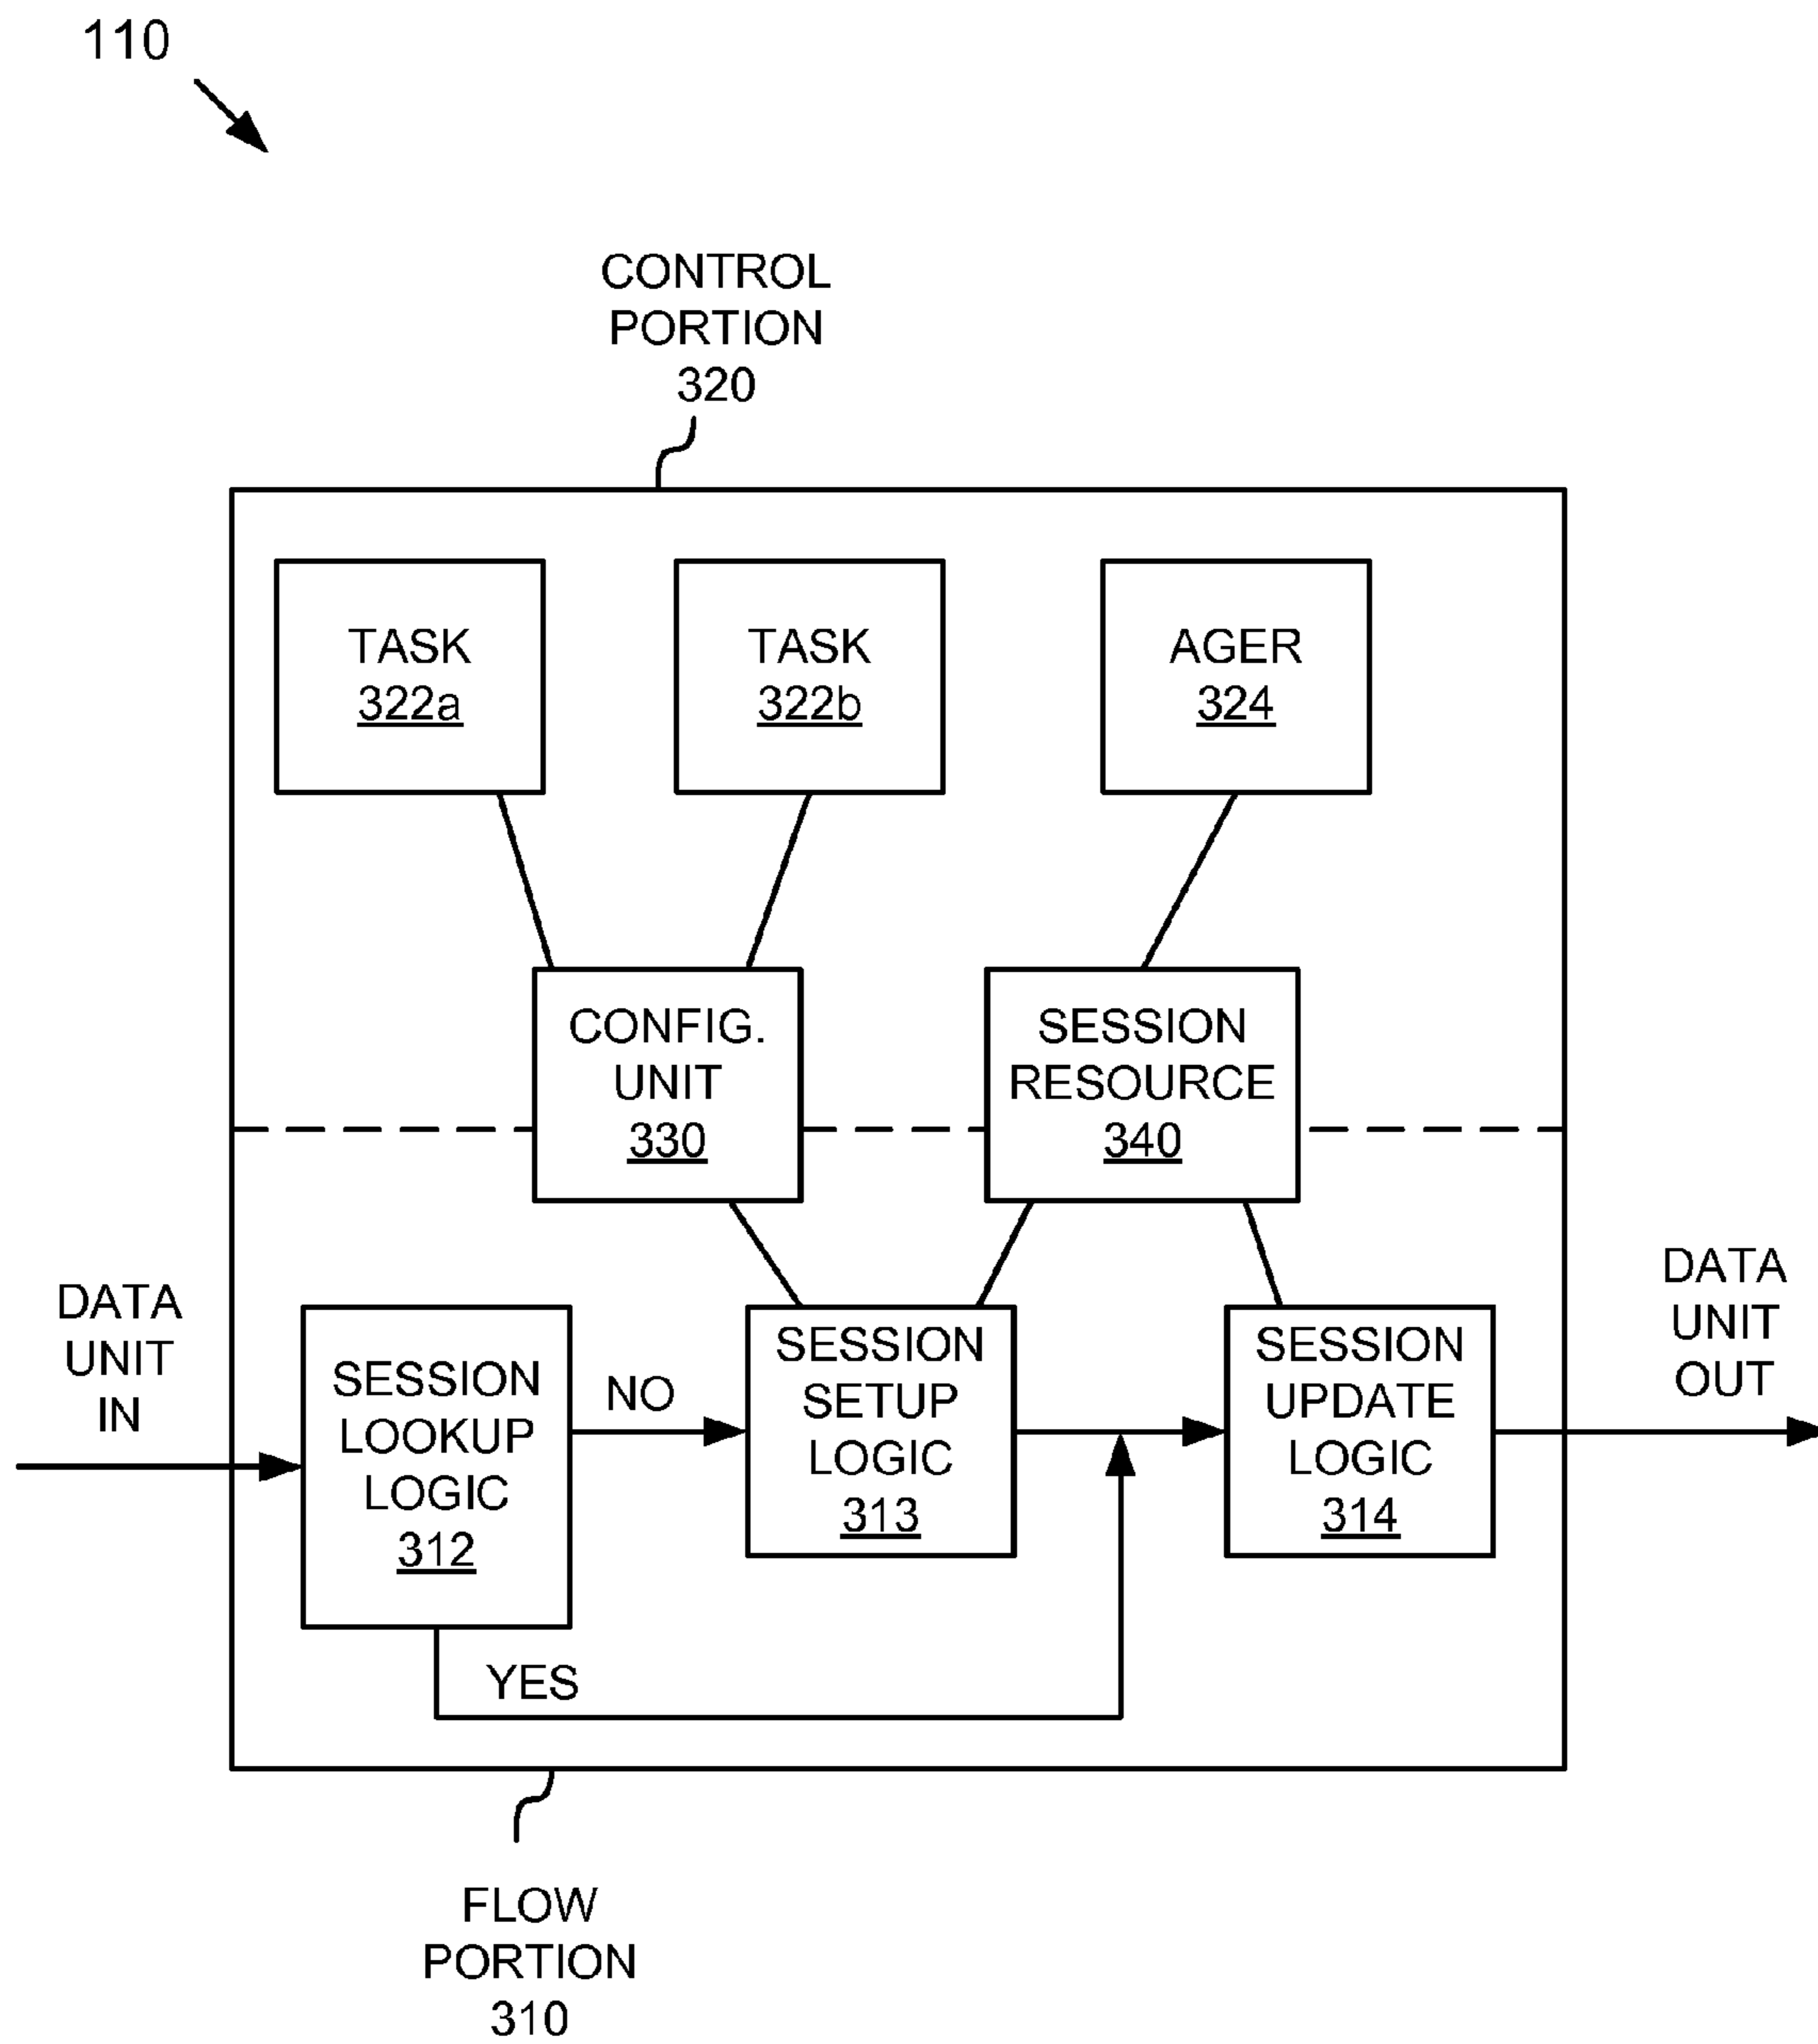 110
CONTROL
PORTION
320
TASK
322a
TASK
322b
AGER
324
CONFIG.
UNIT
330
SESSION
RESOURCE
340
DATA
UNIT
IN
SESSION
LOOKUP
LOGIC
312
NO
SESSION
SETUP
LOGIC
313
SESSION
UPDATE
LOGIC
314
DATA
UNIT
OUT
YES
FLOW
PORTION
310